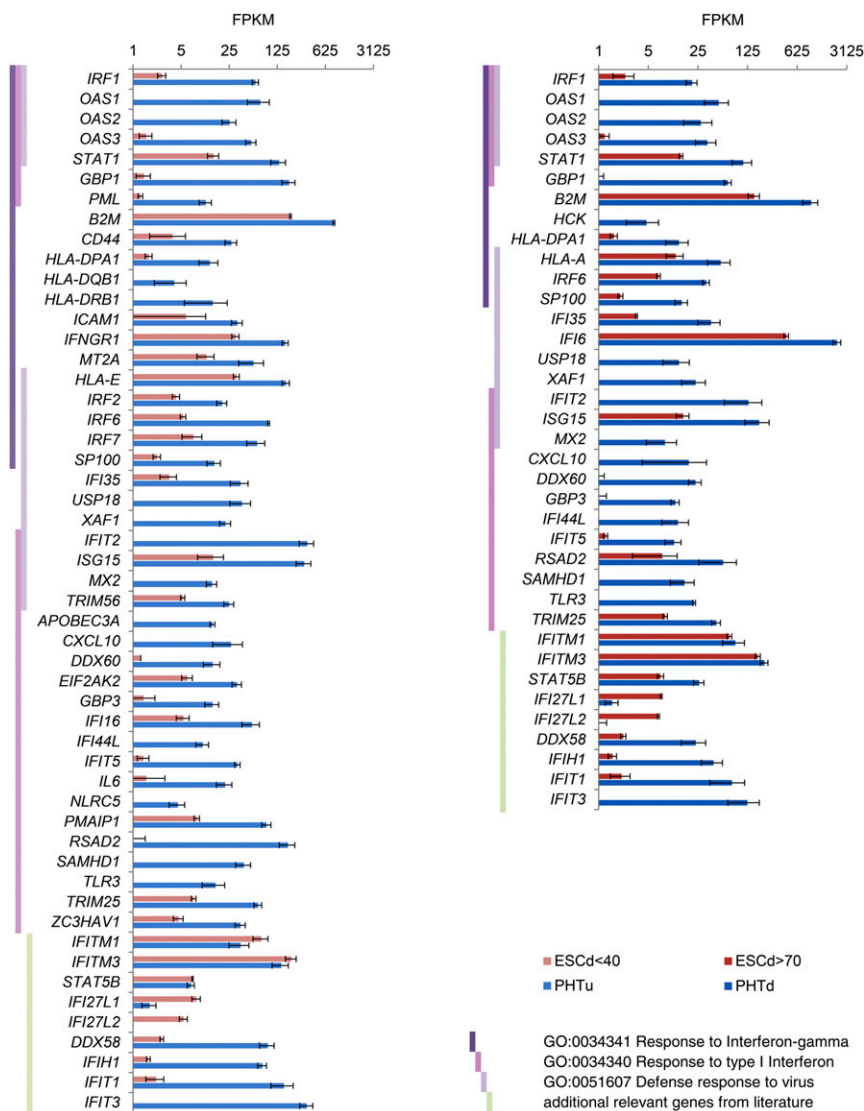 FPKM
1 5 25 125 625 3125
IRF1
OAS1
OAS2
OAS3
STAT1
GBP1
PML
B2M
CD44
HLA-DPA1
HLA-DQB1
HLA-DRB1
ICAM1
IFNGR1
MT2A
HLA-E
IRF2
IRF6
IRF7
SP100
IFI35
USP18
XAF1
IFIT2
ISG15
MX2
TRIM56
APOBEC3A
CXCL10
DDX60
EIF2AK2
GBP3
IFI16
IFI44L
IFIT5
IL6
NLRC5
PMAIP1
RSAD2
SAMHD1
TLR3
TRIM25
ZC3HAV1
IFITM1
IFITM3
STAT5B
IFI27L1
IFI27L2
DDX58
IFIH1
IFIT1
IFIT3
FPKM
1 5 25 125 625 3125
IRF1
OAS1
OAS2
OAS3
STAT1
GBP1
B2M
HCK
HLA-DPA1
HLA-A
IRF6
SP100
IFI35
IFI6
USP18
XAF1
IFIT2
ISG15
MX2
CXCL10
DDX60
GBP3
IFI44L
IFIT5
RSAD2
SAMHD1
TLR3
TRIM25
IFITM1
IFITM3
STAT5B
IFI27L1
IFI27L2
DDX58
IFIH1
IFIT1
IFIT3
ESCd<40 ESCd>70
PHTu PHTd
GO:0034341 Response to Interferon-gamma
GO:0034340 Response to type I Interferon
GO:0051607 Defense response to virus
additional relevant genes from literature